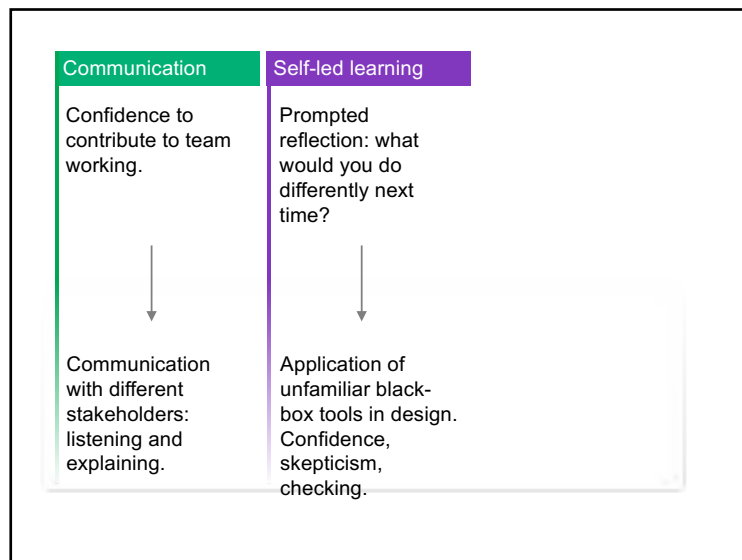 Communication
Confidence to
contribute to team
working.
Communication
with different
stakeholders:
listening and
explaining.
Self-led learning
Prompted
reflection: what
would you do
differently next
time?
Application of
unfamiliar black-
box tools in design.
Confidence,
skepticism,
checking.